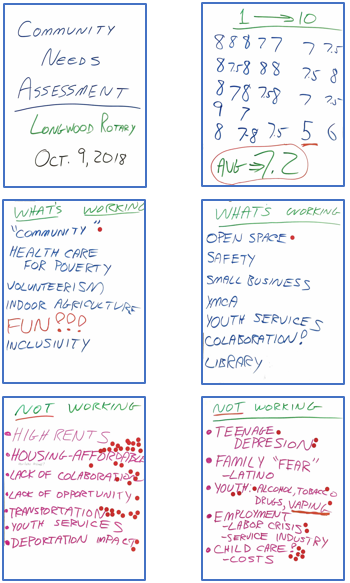 COMMUNITY
NEEDS
ASSESSMENT
LONGWOOD ROTARY
OCT. 9, 2018
1 → 10
8 8 8 7 7 7 7.5
8 7.5 8 8 8 7.5 8
8 7 8 7.5 8 7 7.5
9 7
8 7.8 7.5 5 6
AVG ⇒ 7.2
WHAT'S WORKING
"COMMUNITY"
HEALTH CARE
FOR POVERTY
VOLUNTEERISM
INDOOR AGRICULTURE
FUN!!!
INCLUSIVITY
WHAT'S WORKING
OPEN SPACE
SAFETY
SMALL BUSINESS
YMCA
YOUTH SERVICES
COLABORATION!
LIBRARY
NOT WORKING
• HIGH RENTS
• HOUSING-AFFORDABLE
• LACK OF COLABORATION
• LACK OF OPPORTUNITY
• TRANSPORTATION
• YOUTH SERVICES
• DEPORTATION IMPACT
NOT WORKING
• TEENAGE
DEPRESION
• FAMILY "FEAR"
-LATINO
• YOUTH: ALCOHOL, TOBACCO
DRUGS, VAPING
• EMPLOYMENT
-LABOR CRISIS
-SERVICE INDUSTRY
• CHILD CARE?
-COSTS